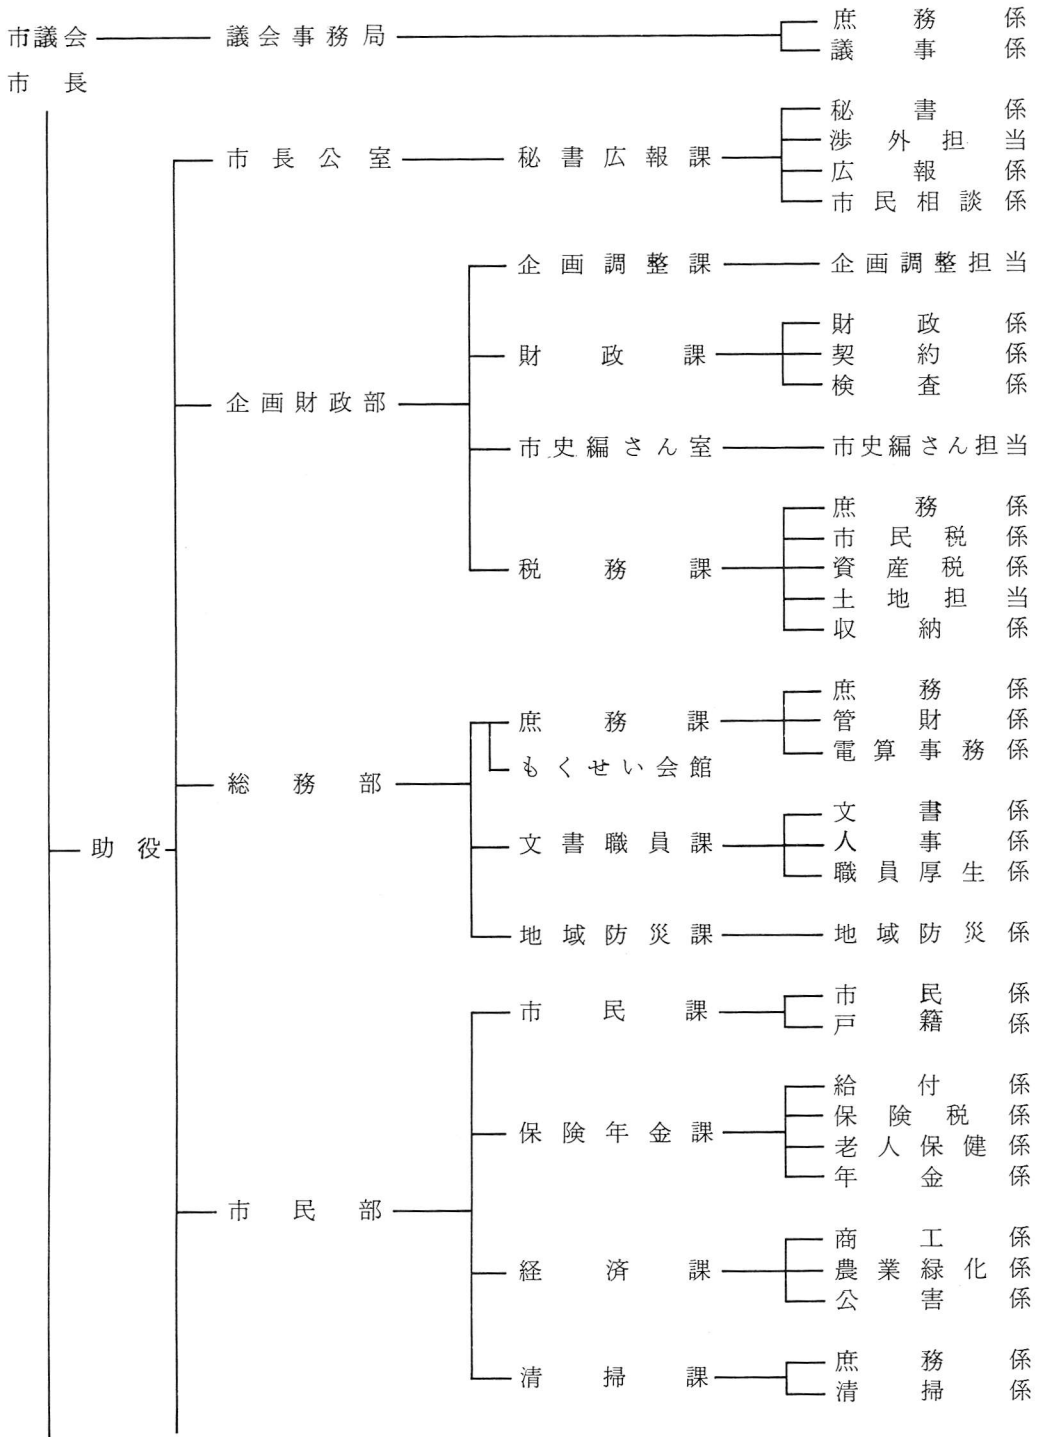 市議会 議会事務局 庶務係
議事係
市長
秘書係
渉外担当
市長公室 秘書広報課 広報係
市民相談係
企画調整課 企画調整担当
財政係
財政課 契約係
検査係
企画財政部
市史編さん室 市史編さん担当
庶務係
市民税係
税務課 資産税係
土地担当
収納係
庶務係
庶務課 管財係
電算事務係
もくせい会館
総務部
文書係
助役 文書職員課 人事係
職員厚生係
地域防災課 地域防災係
市民課 市民係
戸籍係
給付係
保険税係
保険年金課 老人保健係
年金係
市民部
商工係
経済課 農業緑化係
公害係
清掃課 庶務係
清掃係